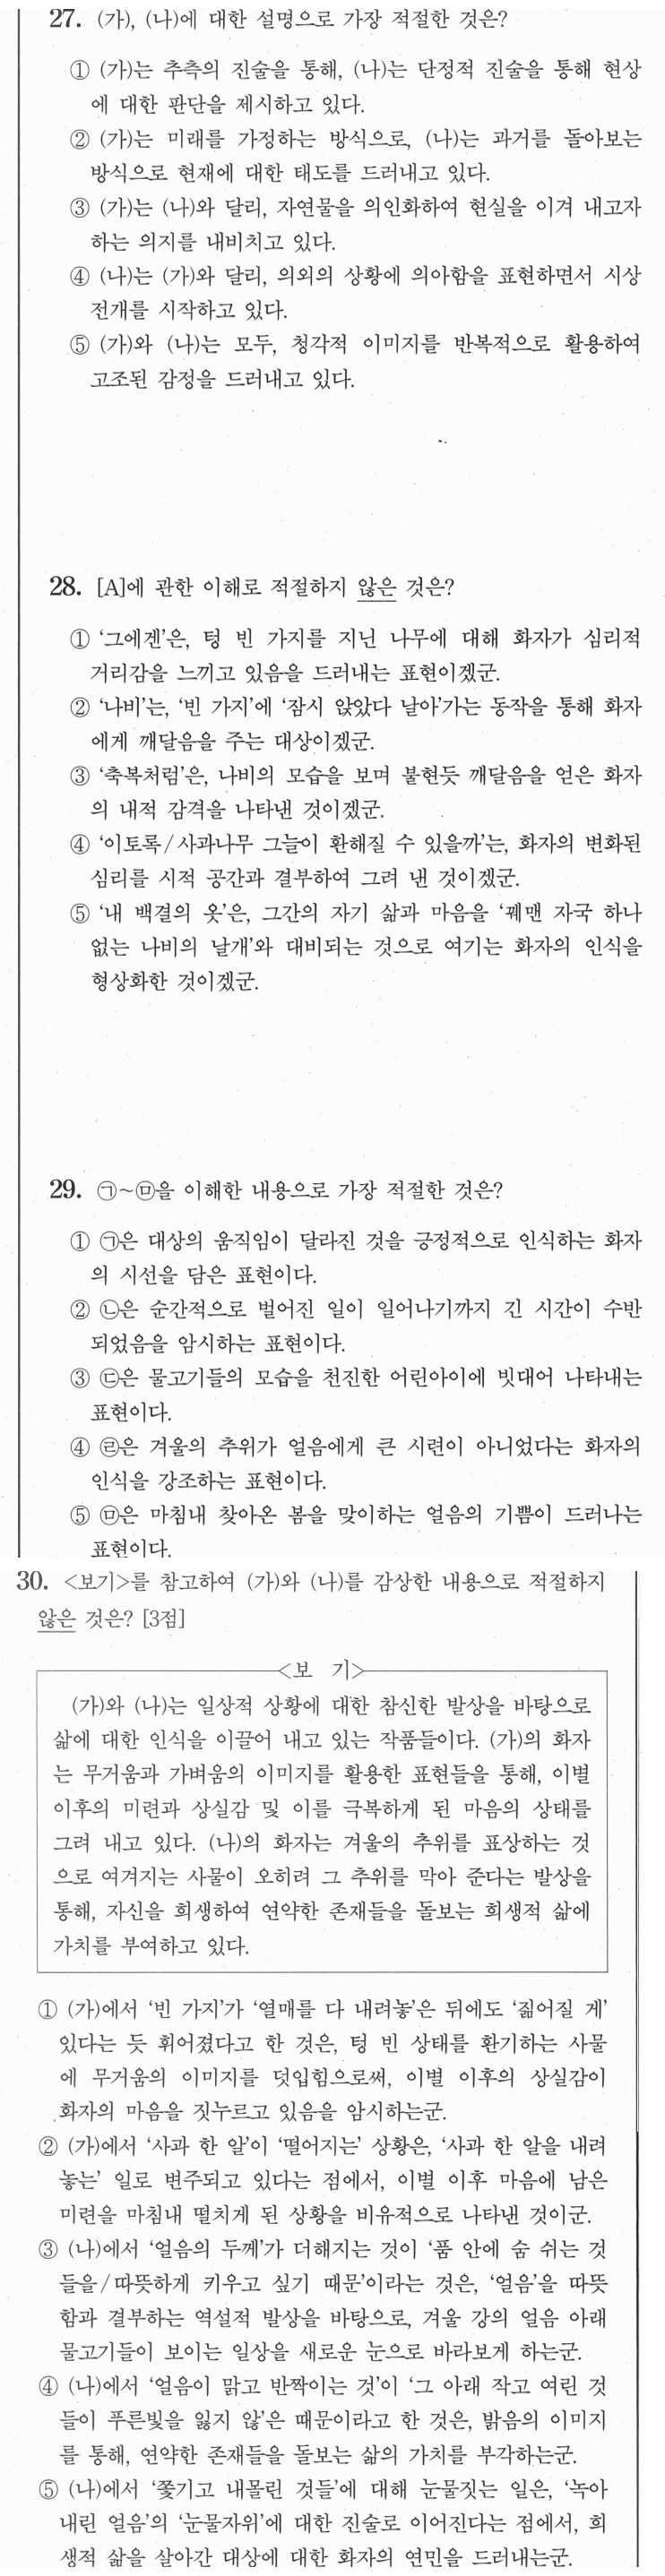 27. (가), (나)에 대한 설명으로 가장 적절한 것은?
① (가)는 추측의 진술을 통해, (나)는 단정적 진술을 통해 현상
에 대한 판단을 제시하고 있다.
② (가)는 미래를 가정하는 방식으로, (나)는 과거를 돌아보는
방식으로 현재에 대한 태도를 드러내고 있다.
③ (가)는 (나)와 달리, 자연물을 의인화하여 현실을 이겨 내고자
하는 의지를 내비치고 있다.
④ (나)는 (가)와 달리, 의외의 상황에 의아함을 표현하면서 시상
전개를 시작하고 있다.
⑤ (가)와 (나)는 모두, 청각적 이미지를 반복적으로 활용하여
고조된 감정을 드러내고 있다.
28. [A]에 관한 이해로 적절하지 않은 것은?
① ‘그에겐’은, 텅 빈 가지를 지닌 나무에 대해 화자가 심리적
거리감을 느끼고 있음을 드러내는 표현이겠군.
② ‘나비’는, ‘빈 가지’에 ‘잠시 앉았다 날아’가는 동작을 통해 화자
에게 깨달음을 주는 대상이겠군.
③ ‘축복처럼’은, 나비의 모습을 보며 불현듯 깨달음을 얻은 화자
의 내적 감격을 나타낸 것이겠군.
④ ‘이토록/사과나무 그늘이 환해질 수 있을까’는, 화자의 변화된
심리를 시적 공간과 결부하여 그려 낸 것이겠군.
⑤ ‘내 백결의 옷’은, 그간의 자기 삶과 마음을 ‘꿰맨 자국 하나
없는 나비의 날개’와 대비되는 것으로 여기는 화자의 인식을
형상화한 것이겠군.
29. ㉠~㉤을 이해한 내용으로 가장 적절한 것은?
① ㉠은 대상의 움직임이 달라진 것을 긍정적으로 인식하는 화자
의 시선을 담은 표현이다.
② ㉡은 순간적으로 벌어진 일이 일어나기까지 긴 시간이 수반
되었음을 암시하는 표현이다.
③ ㉢은 물고기들의 모습을 천진한 어린아이에 빗대어 나타내는
표현이다.
④ ㉣은 겨울의 추위가 얼음에게 큰 시련이 아니었다는 화자의
인식을 강조하는 표현이다.
⑤ ㉤은 마침내 찾아온 봄을 맞이하는 얼음의 기쁨이 드러나는
표현이다.
30. <보기>를 참고하여 (가)와 (나)를 감상한 내용으로 적절하지
않은 것은? [3점]
<보 기>
(가)와 (나)는 일상적 상황에 대한 참신한 발상을 바탕으로
삶에 대한 인식을 이끌어 내고 있는 작품들이다. (가)의 화자
는 무거움과 가벼움의 이미지를 활용한 표현들을 통해, 이별
이후의 미련과 상실감 및 이를 극복하게 된 마음의 상태를
그려 내고 있다. (나)의 화자는 겨울의 추위를 표상하는 것
으로 여겨지는 사물이 오히려 그 추위를 막아 준다는 발상을
통해, 자신을 희생하여 연약한 존재들을 돌보는 희생적 삶에
가치를 부여하고 있다.
① (가)에서 ‘빈 가지’가 ‘열매를 다 내려놓’은 뒤에도 ‘짊어질 게’
있다는 듯 휘어졌다고 한 것은, 텅 빈 상태를 환기하는 사물
에 무거움의 이미지를 덧입힘으로써, 이별 이후의 상실감이
화자의 마음을 짓누르고 있음을 암시하는군.
② (가)에서 ‘사과 한 알’이 ‘떨어지는’ 상황은, ‘사과 한 알을 내려
놓는’ 일로 변주되고 있다는 점에서, 이별 이후 마음에 남은
미련을 마침내 떨치게 된 상황을 비유적으로 나타낸 것이군.
③ (나)에서 ‘얼음의 두께’가 더해지는 것이 ‘품 안에 숨 쉬는 것
들을/따뜻하게 키우고 싶기 때문’이라는 것은, ‘얼음’을 따뜻
함과 결부하는 역설적 발상을 바탕으로, 겨울 강의 얼음 아래
물고기들이 보이는 일상을 새로운 눈으로 바라보게 하는군.
④ (나)에서 ‘얼음이 맑고 반짝이는 것’이 ‘그 아래 작고 여린 것
들이 푸른빛을 잃지 않’은 때문이라고 한 것은, 밝음의 이미지
를 통해, 연약한 존재들을 돌보는 삶의 가치를 부각하는군.
⑤ (나)에서 ‘쫓기고 내몰린 것들’에 대해 눈물짓는 일은, ‘녹아
내린 얼음’의 ‘눈물자위’에 대한 진술로 이어진다는 점에서, 희
생적 삶을 살아간 대상에 대한 화자의 연민을 드러내는군.